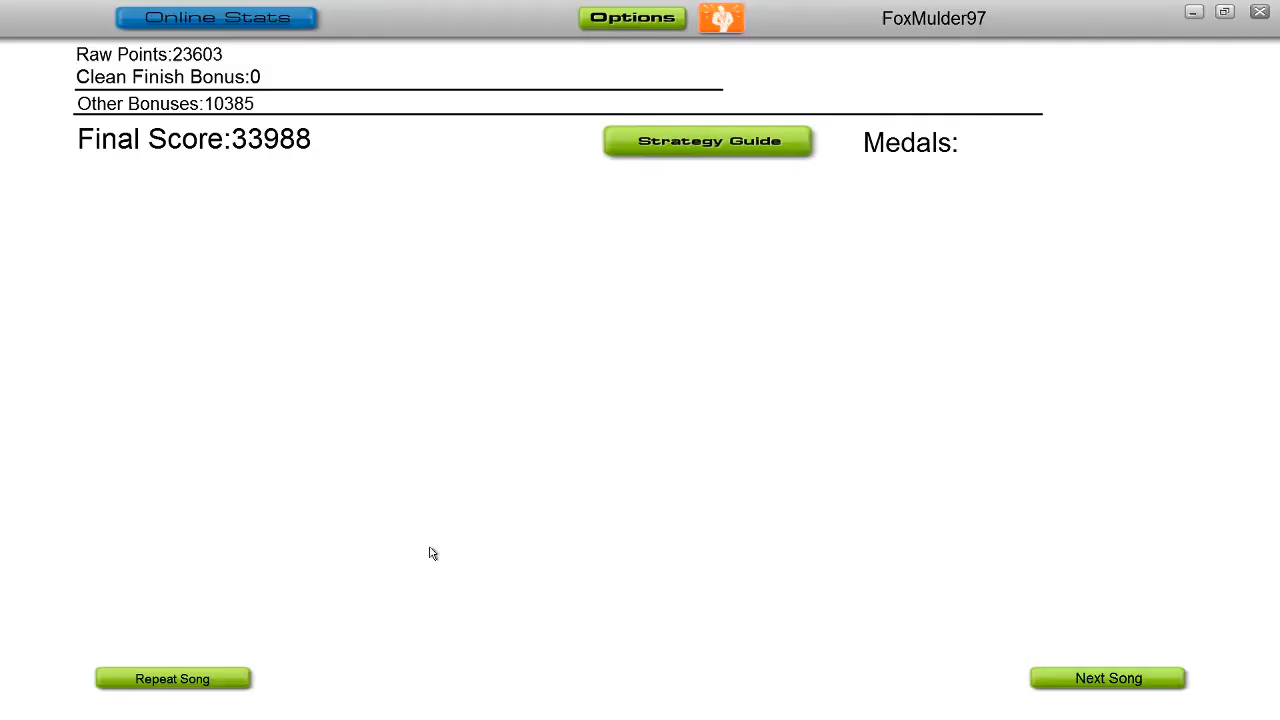 Online Stats
Options
FoxMulder97
Raw Points:23603
Clean Finish Bonus:0
Other Bonuses:10385
Final Score:33988
Strategy Guide
Medals:
Repeat Song
Next Song